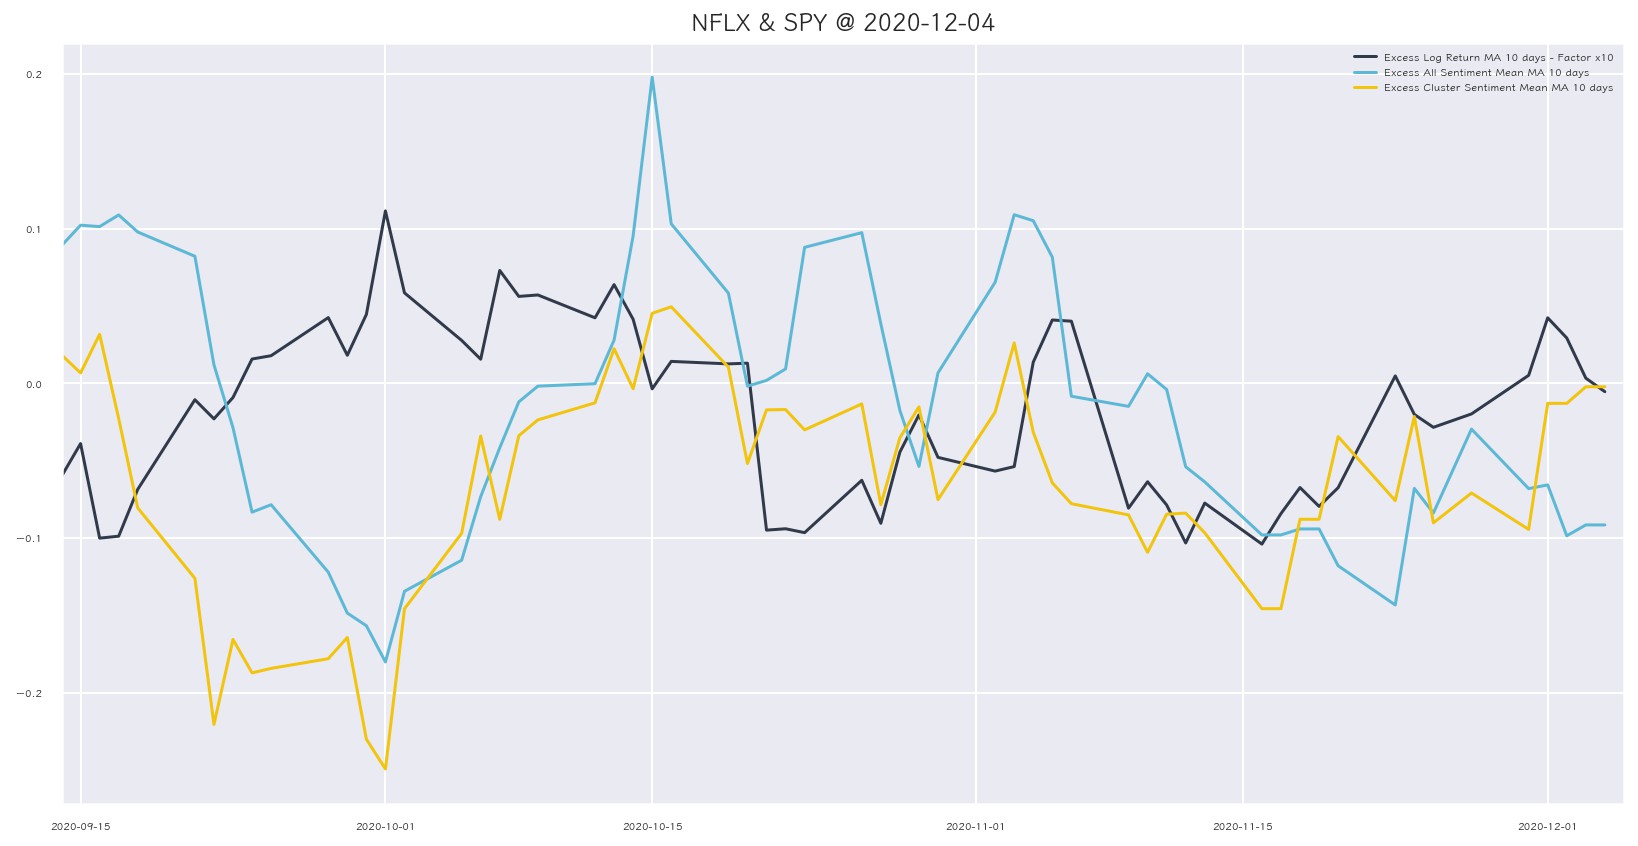 NFLX & SPY @ 2020-12-04
Excess Log Return MA 10 days - Factor x10
Excess All Sentiment Mean MA 10 days
Excess Cluster Sentiment Mean MA 10 days
0.2
0.1
0.0
−0.1
−0.2
2020-09-15 2020-10-01 2020-10-15 2020-11-01 2020-11-15 2020-12-01